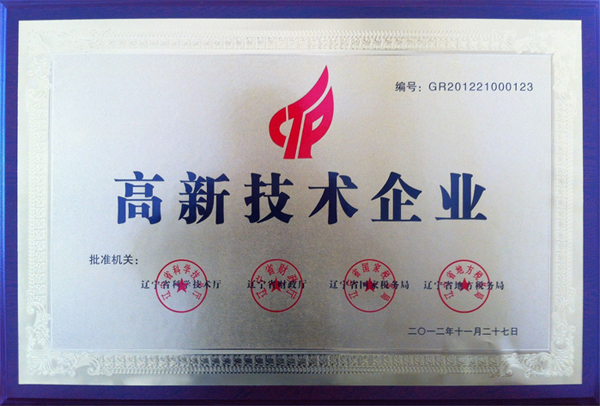 CTP
编号：GR201221000123
高新技术企业
批准机关：
辽宁省科学技术厅 辽宁省财政厅 辽宁省国家税务局 辽宁省地方税务局
二〇一二年十一月二十七日